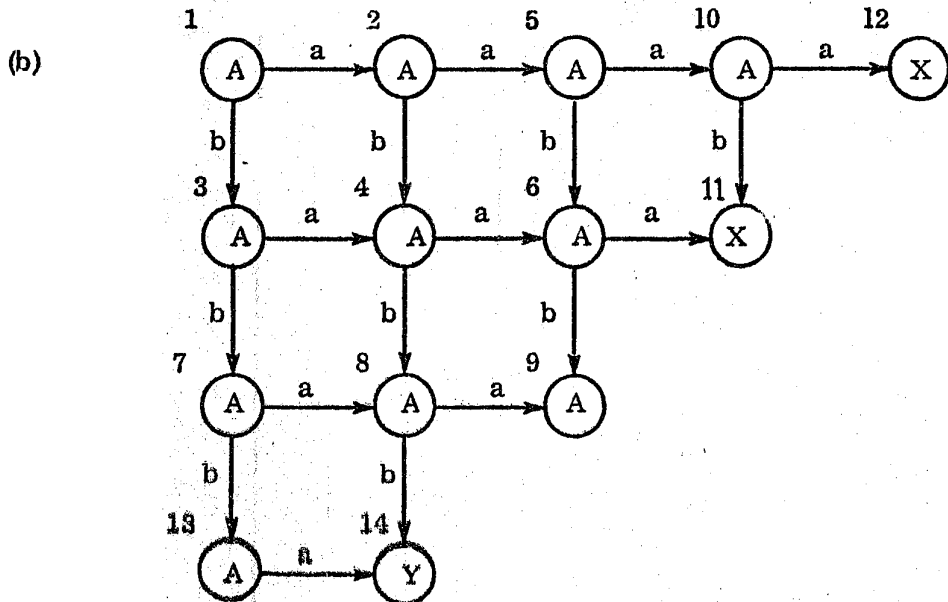 1 2 5 10 12
(b) A a A a A a A a X
b b b b
3 4 6 11
A a A a A a X
b b b
7 8 9
A a A a A
b b
13 14
A a Y